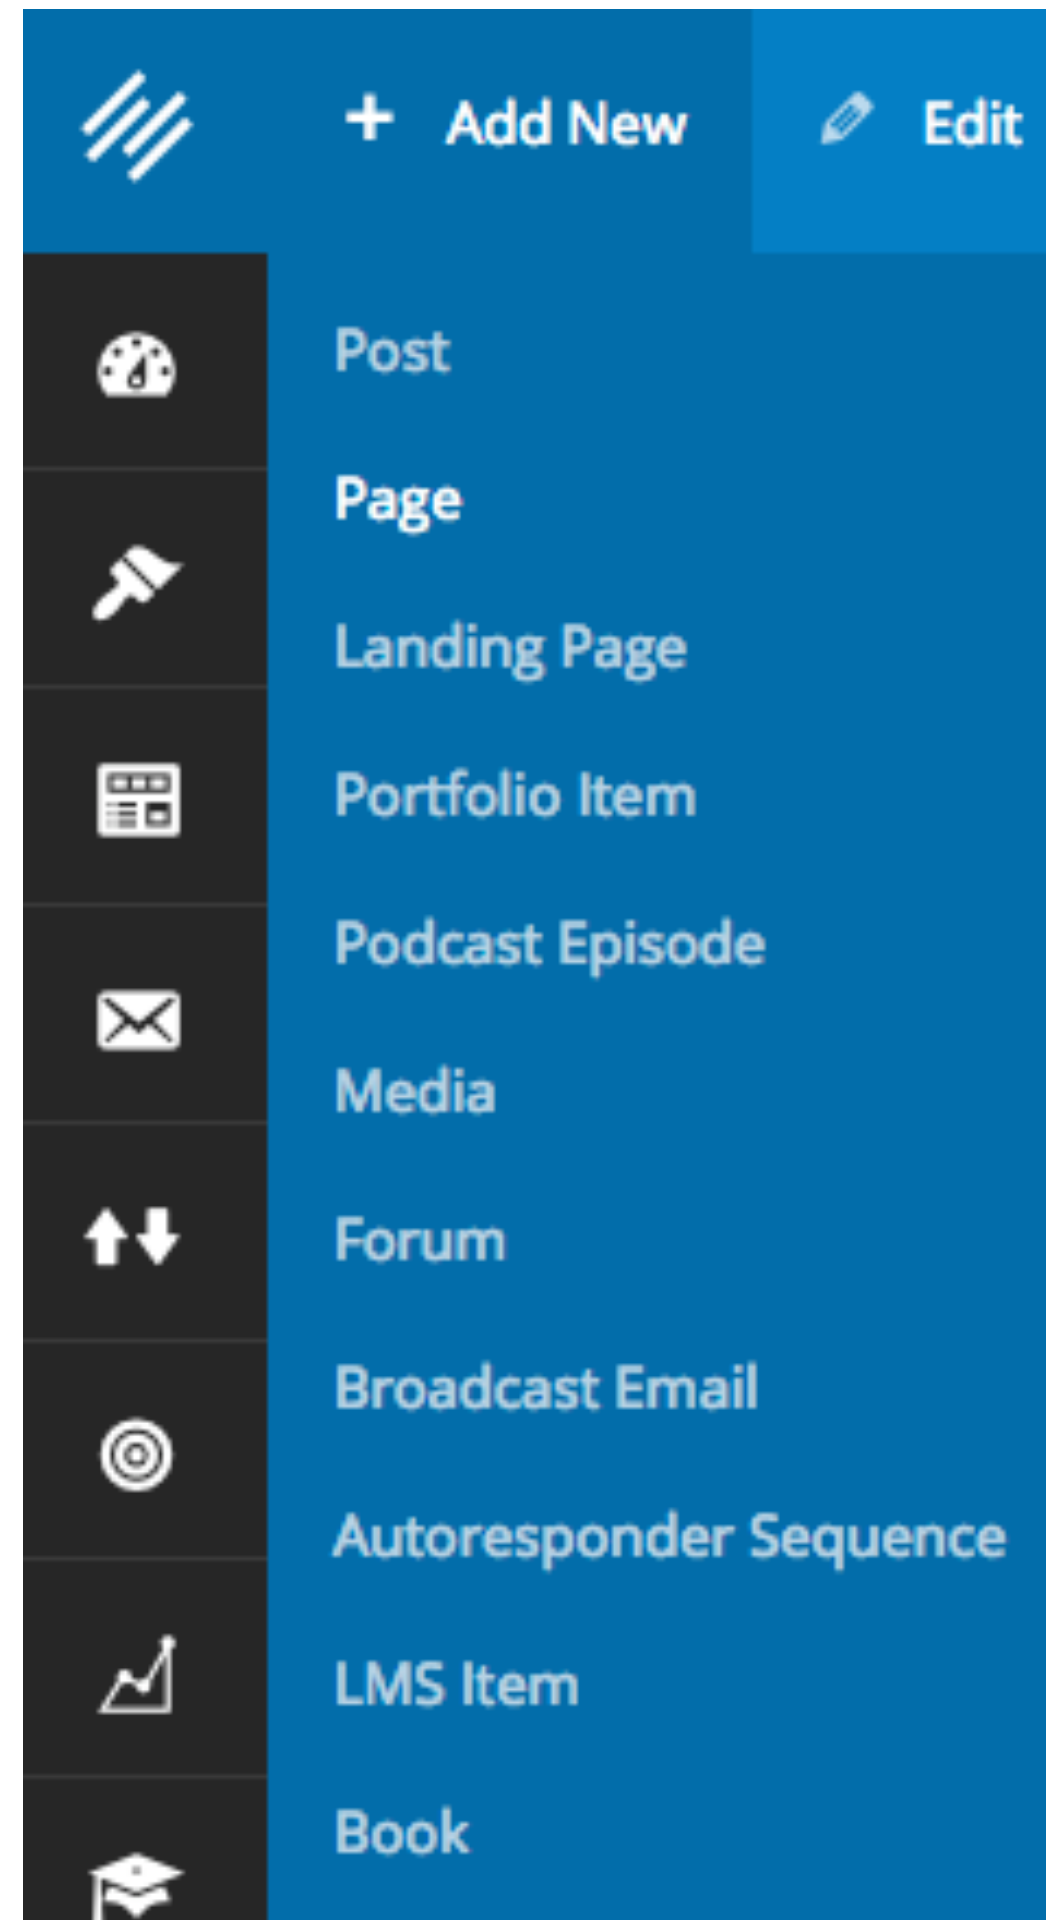 Add New
Edit
Post
Page
Landing Page
Portfolio Item
Podcast Episode
Media
Forum
Broadcast Email
Autoresponder Sequence
LMS Item
Book